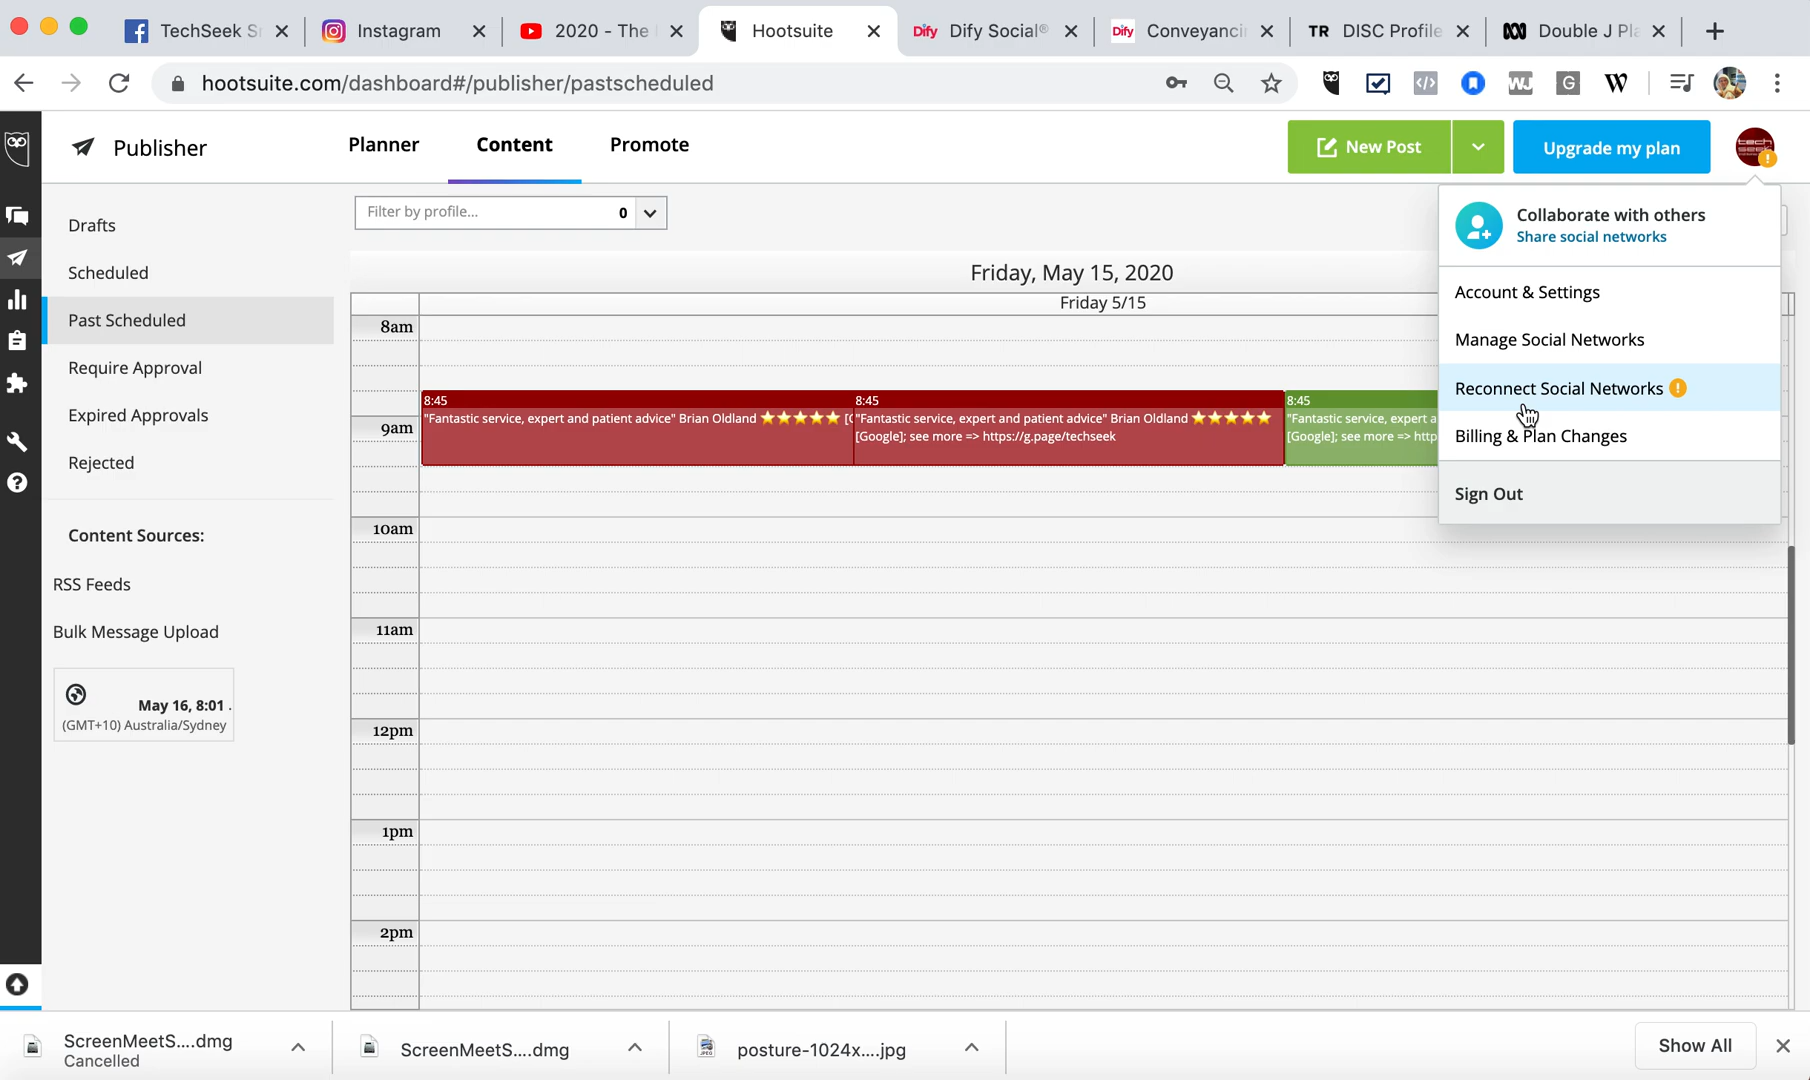 TechSeek S
Instagram
2020 - The
Hootsuite
Dify Dify Social®
Dify Conveyanci
TR DISC Profile
Double J Pla
hootsuite.com/dashboard#/publisher/pastscheduled
Publisher
Planner
Content
Promote
New Post
Upgrade my plan
tech seek
Drafts
Scheduled
Past Scheduled
Require Approval
Expired Approvals
Rejected
Content Sources:
RSS Feeds
Bulk Message Upload
May 16, 8:01 .
(GMT+10) Australia/Sydney
Filter by profile...
0
Friday, May 15, 2020
Friday 5/15
8am
9am
10am
11am
12pm
1pm
2pm
8:45
"Fantastic service, expert and patient advice" Brian Oldland ⭐⭐⭐⭐⭐ [G
8:45
"Fantastic service, expert and patient advice" Brian Oldland ⭐⭐⭐⭐⭐
[Google]; see more => https://g.page/techseek
8:45
"Fantastic service, expert a
[Google]; see more => http
Collaborate with others
Share social networks
Account & Settings
Manage Social Networks
Reconnect Social Networks !
Billing & Plan Changes
Sign Out
ScreenMeetS....dmg
Cancelled
ScreenMeetS....dmg
posture-1024x....jpg
Show All